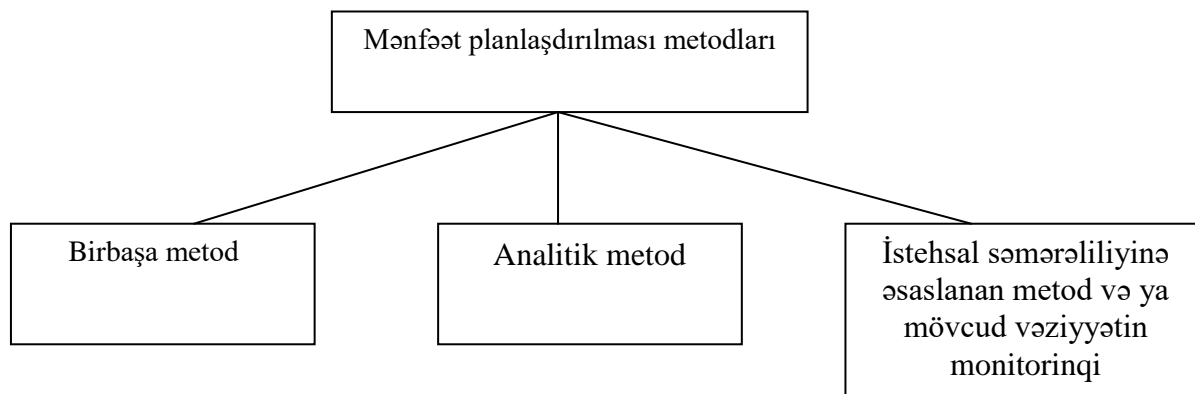 Mənfəət planlaşdırılması metodları
Birbaşa metod
Analitik metod
İstehsal səmərəliliyinə
əsaslanan metod və ya
mövcud vəziyyətin
monitorinqi